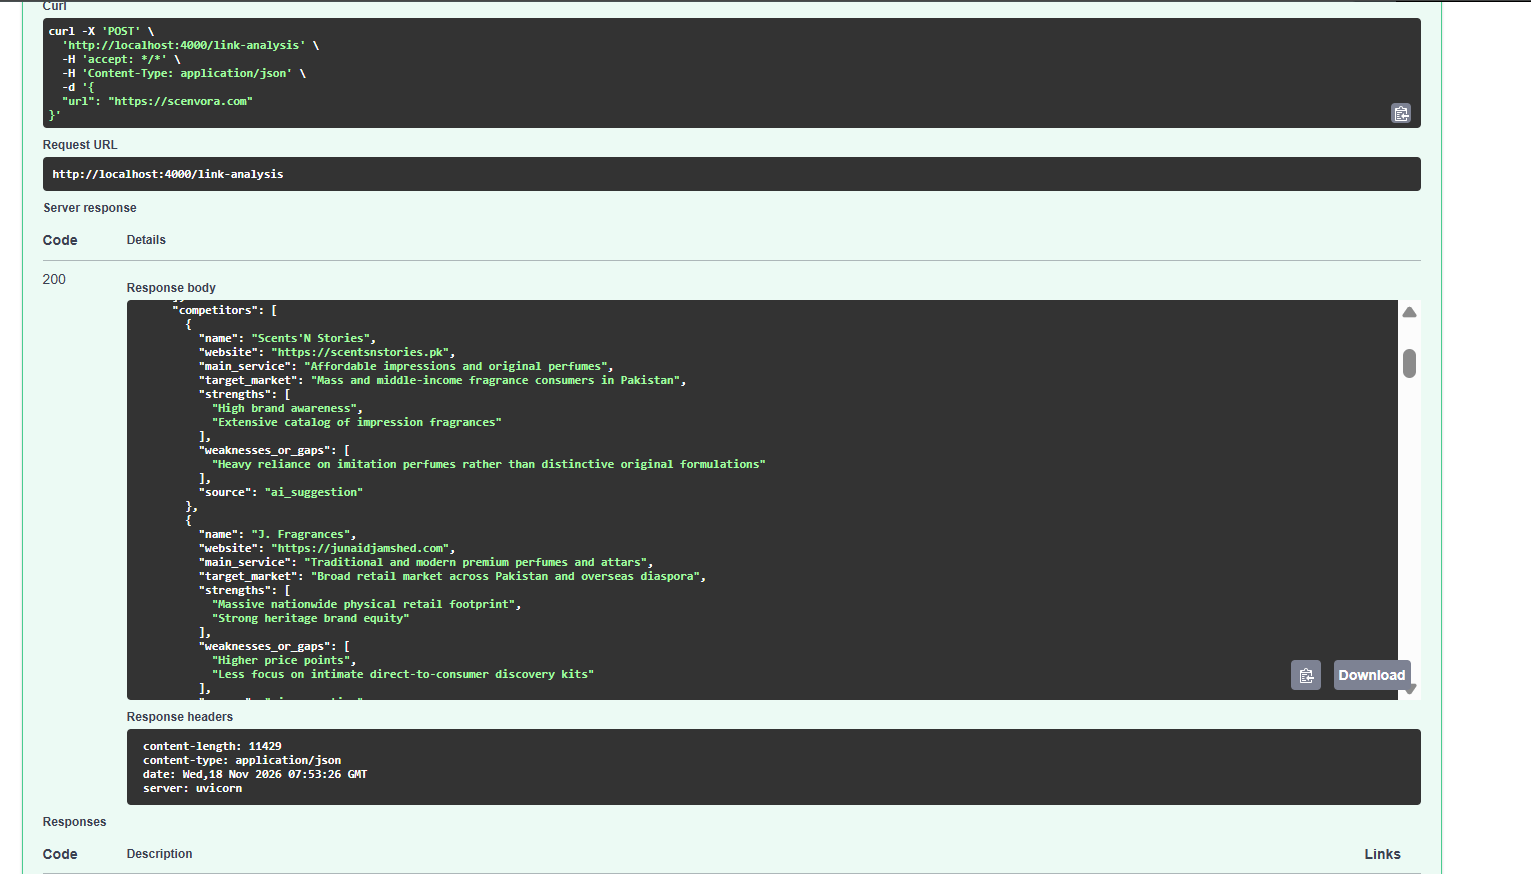 Curl
curl -X 'POST' \
'http://localhost:4000/link-analysis' \
-H 'accept: */*' \
-H 'Content-Type: application/json' \
-d '{
"url": "https://scenvora.com"
}'
Request URL
http://localhost:4000/link-analysis
Server response
Code Details
200
Response body
"competitors": [
{
"name": "Scents'N Stories",
"website": "https://scentsnstories.pk",
"main_service": "Affordable impressions and original perfumes",
"target_market": "Mass and middle-income fragrance consumers in Pakistan",
"strengths": [
"High brand awareness",
"Extensive catalog of impression fragrances"
],
"weaknesses_or_gaps": [
"Heavy reliance on imitation perfumes rather than distinctive original formulations"
],
"source": "ai_suggestion"
},
{
"name": "J. Fragrances",
"website": "https://junaidjamshed.com",
"main_service": "Traditional and modern premium perfumes and attars",
"target_market": "Broad retail market across Pakistan and overseas diaspora",
"strengths": [
"Massive nationwide physical retail footprint",
"Strong heritage brand equity"
],
"weaknesses_or_gaps": [
"Higher price points",
"Less focus on intimate direct-to-consumer discovery kits"
],
Download
Response headers
content-length: 11429
content-type: application/json
date: Wed,18 Nov 2026 07:53:26 GMT
server: uvicorn
Responses
Code Description Links